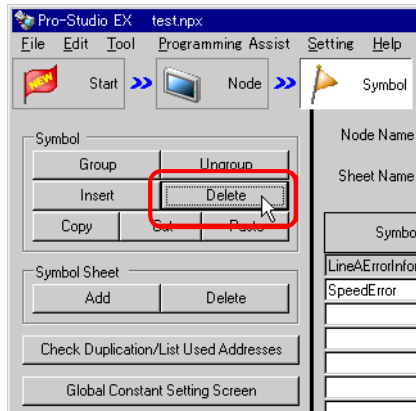 Pro-Studio EX test.npx
File Edit Tool Programming Assist Setting Help
NEW Start Node Symbol
Symbol
Group Ungroup
Insert Delete
Copy Cut Paste
Symbol Sheet
Add Delete
Check Duplication/List Used Addresses
Global Constant Setting Screen
Node Name
Sheet Name
Symbo
LineAErrorInfor
SpeedError